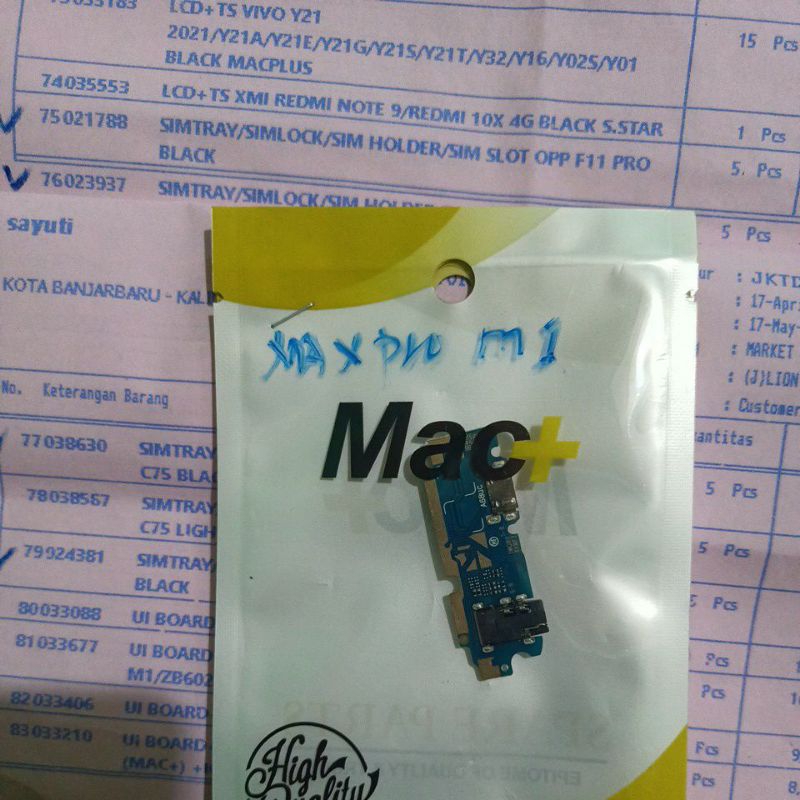 LCD+TS VIVO Y21
2021/Y21A/Y21E/Y21G/Y21S/Y21T/Y32/Y16/Y02S/Y01
BLACK MACPLUS
15 Pcs
74035553 LCD+TS XMI REDMI NOTE 9/REDMI 10X 4G BLACK S.STAR
1 Pcs
75021788 SIMTRAY/SIMLOCK/SIM HOLDER/SIM SLOT OPP F11 PRO
BLACK
5 Pcs
76023937 SIMTRAY/SIMLOCK/SIM HOLDER
5 Pcs
sayuti
: JKTD
KOTA BANJARBARU - KAL
: 17-Apri
: 17-May-
: MARKET
: (J)LION
: Customer
No. Keterangan Barang
antitas
77038630 SIMTRAY
C75 BLA
5 Pcs
78038567 SIMTRAY
C75 LIGH
5 Pcs
79924381 SIMTRAY
BLACK
Pcs
80033088 UI BOARD
Pcs
81033677 UI BOARD
M1/ZB602
Pcs
82033406 UI BOARD
Pcs
83033210 Ui BOARD
(MAC+)
Pcs
MAX pro m1
Mac+
High
Quality